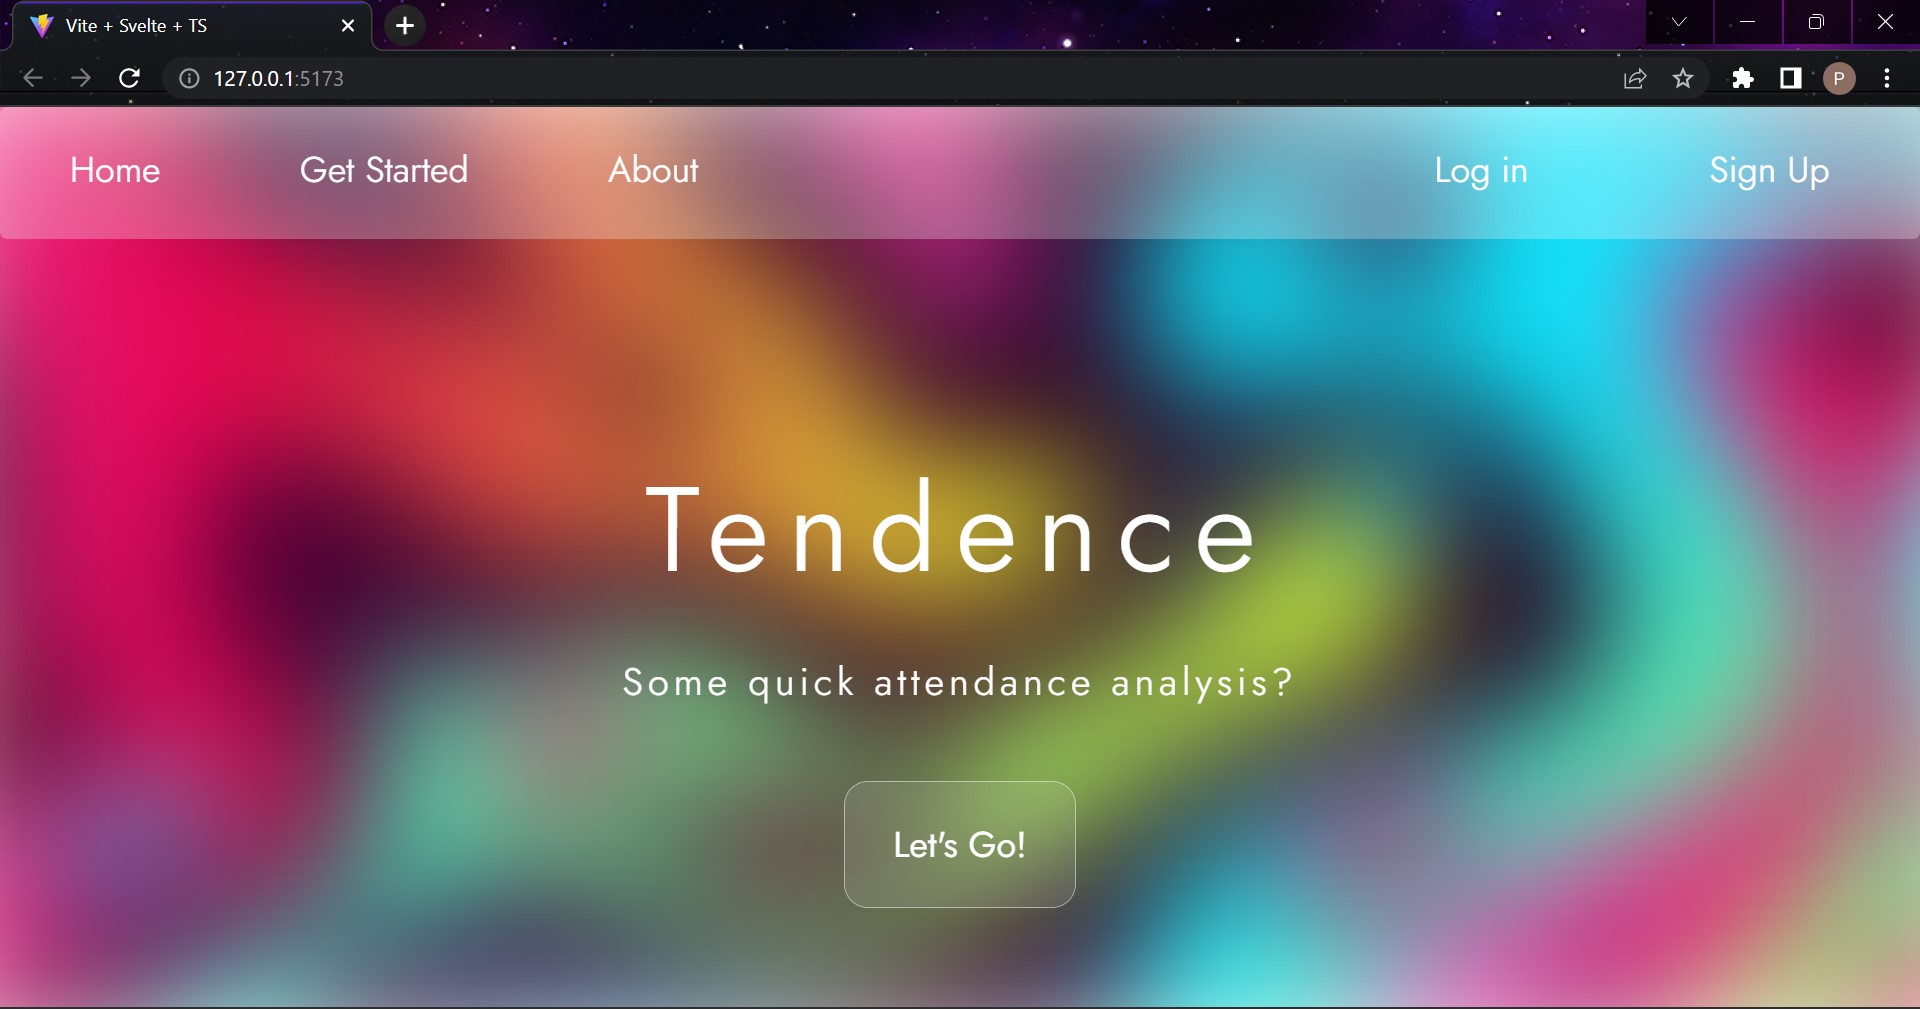 Vite + Svelte + TS
127.0.0.1:5173
P
Home Get Started About Log in Sign Up
Tendence
Some quick attendance analysis?
Let's Go!